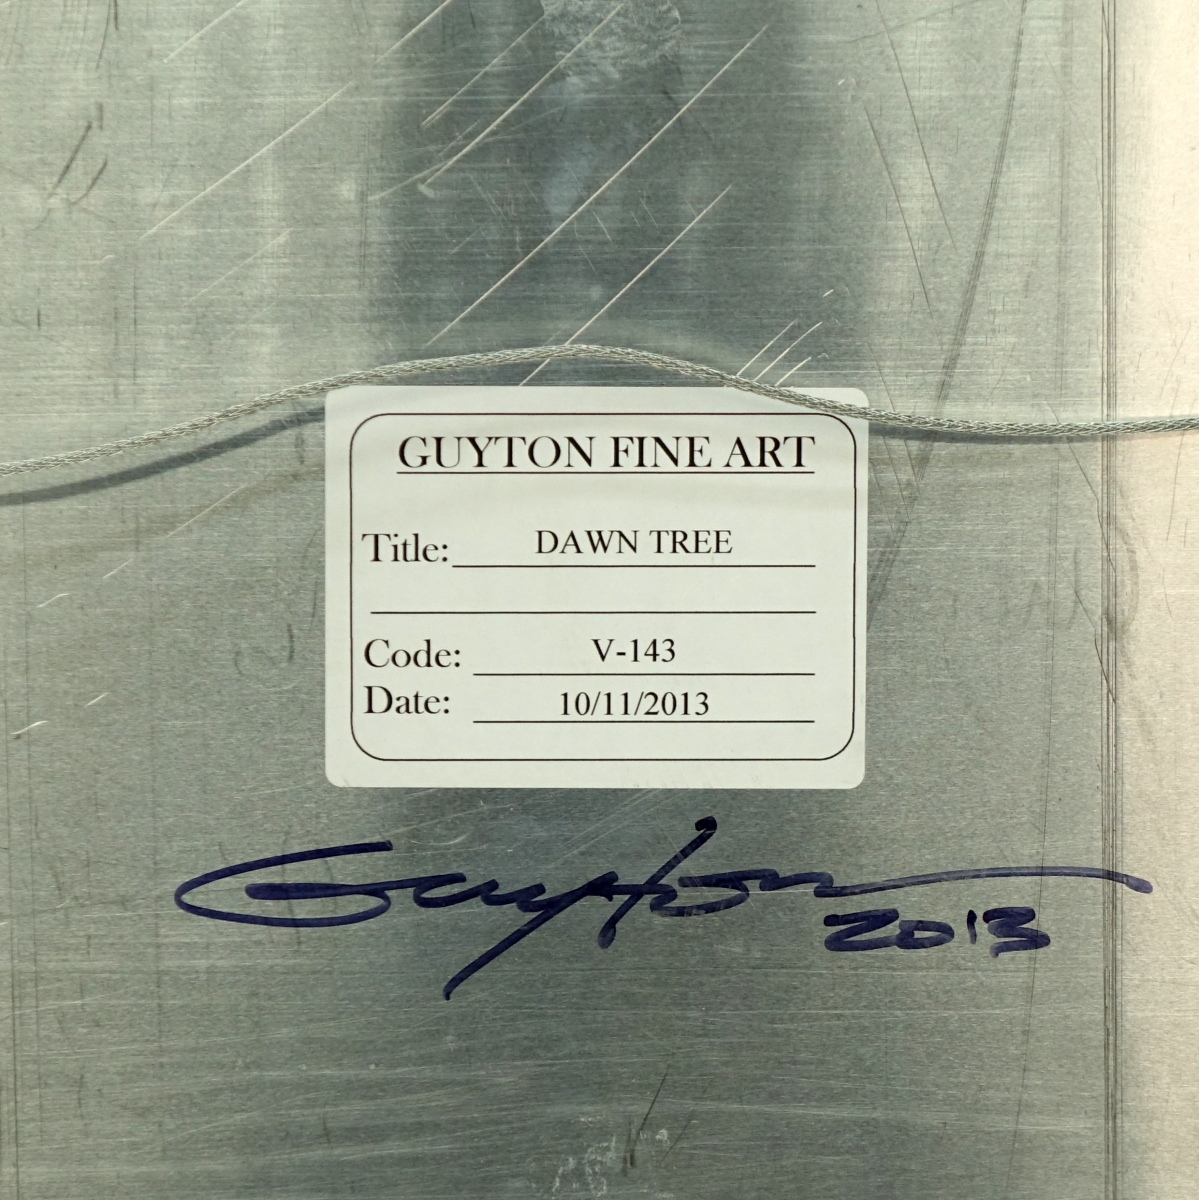 GUYTON FINE ART
Title: DAWN TREE
Code: V-143
Date: 10/11/2013
Guyton
2013